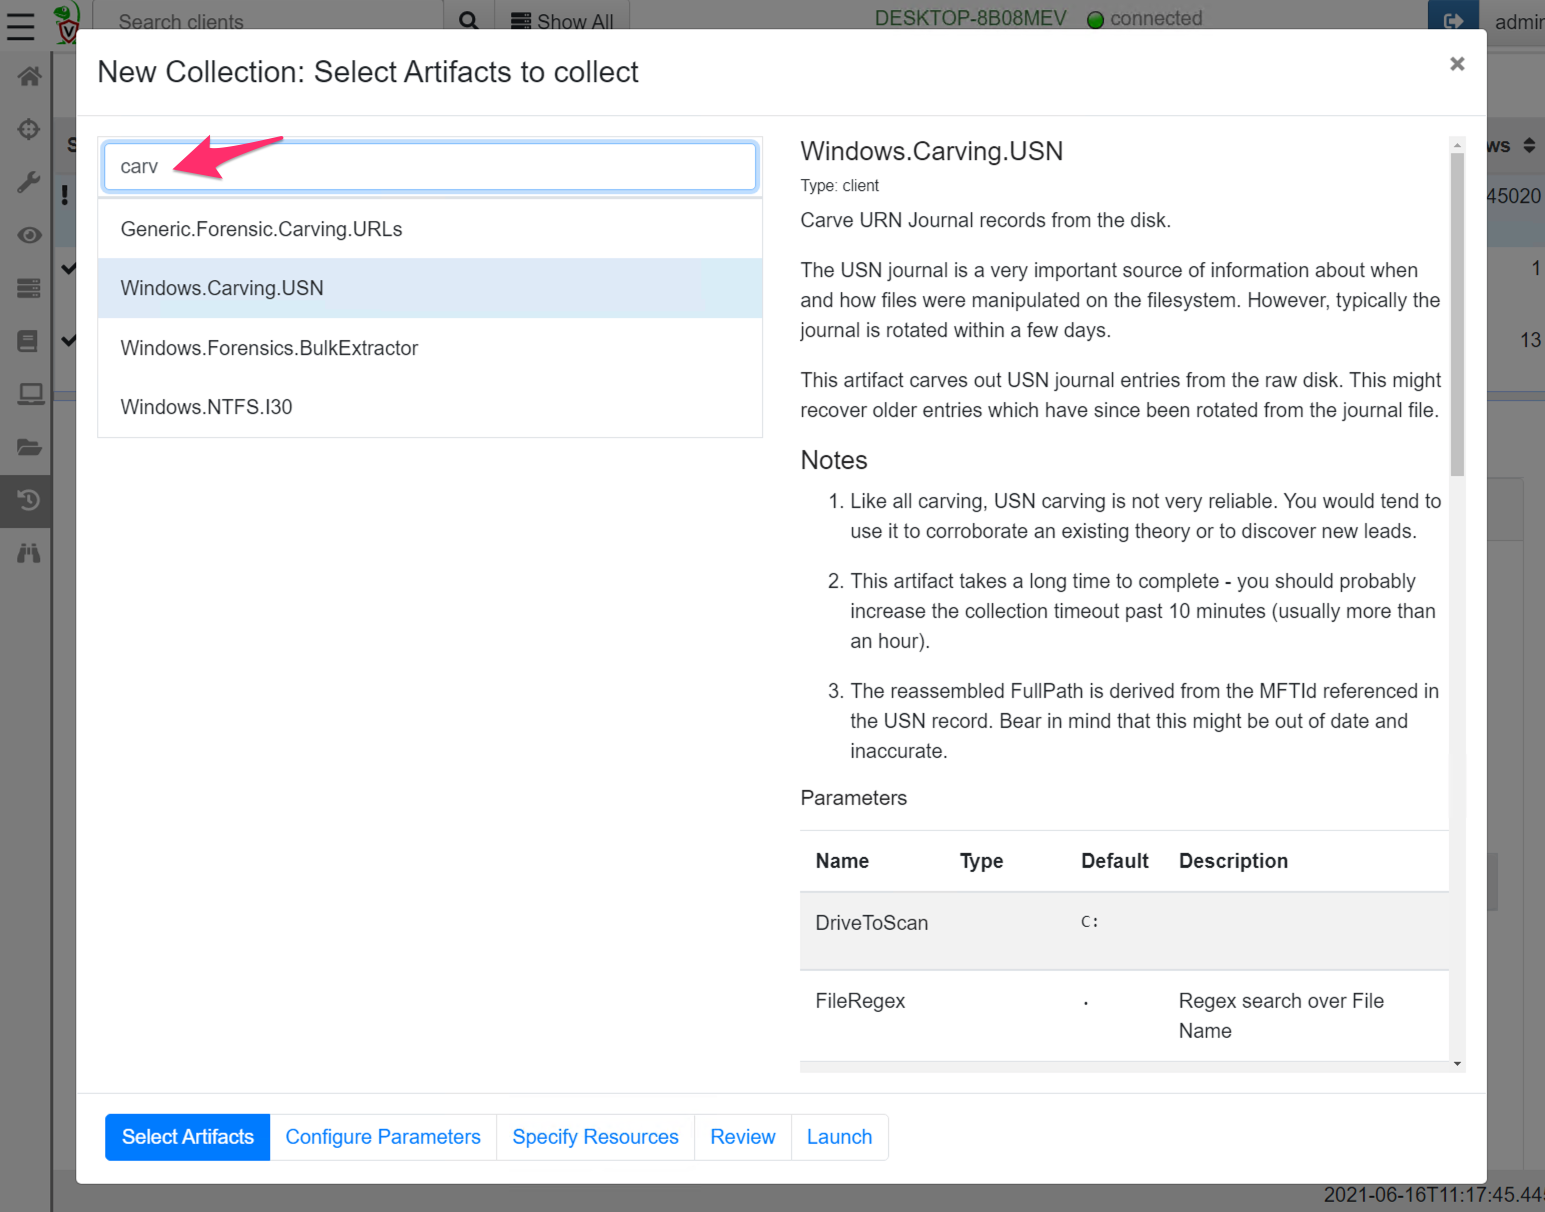 Search clients
Show All
DESKTOP-8B08MEV connected
New Collection: Select Artifacts to collect
×
carv
Generic.Forensic.Carving.URLs
Windows.Carving.USN
Windows.Forensics.BulkExtractor
Windows.NTFS.I30
Windows.Carving.USN
Type: client
Carve URN Journal records from the disk.
The USN journal is a very important source of information about when
and how files were manipulated on the filesystem. However, typically the
journal is rotated within a few days.
This artifact carves out USN journal entries from the raw disk. This might
recover older entries which have since been rotated from the journal file.
Notes
1. Like all carving, USN carving is not very reliable. You would tend to
use it to corroborate an existing theory or to discover new leads.
2. This artifact takes a long time to complete - you should probably
increase the collection timeout past 10 minutes (usually more than
an hour).
3. The reassembled FullPath is derived from the MFTId referenced in
the USN record. Bear in mind that this might be out of date and
inaccurate.
Parameters
Name Type Default Description
DriveToScan C:
FileRegex . Regex search over File
Name
45020
1
13
Select Artifacts Configure Parameters Specify Resources Review Launch
2021-06-16T11:17:45.44